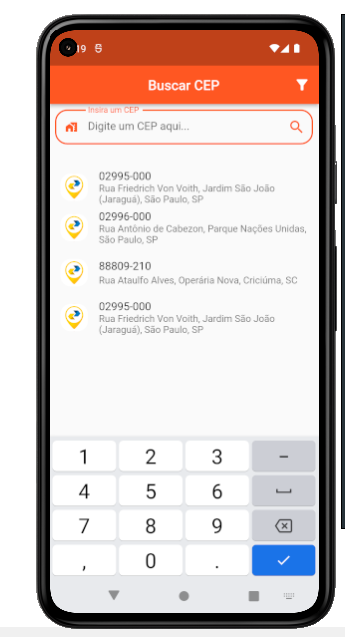 19
Buscar CEP
Insira um CEP
Digite um CEP aqui...
02995-000
Rua Friedrich Von Voith, Jardim São João
(Jaraguá), São Paulo, SP
02996-000
Rua Antônio de Cabezon, Parque Nações Unidas,
São Paulo, SP
88809-210
Rua Ataulfo Alves, Operária Nova, Criciúma, SC
02995-000
Rua Friedrich Von Voith, Jardim São João
(Jaraguá), São Paulo, SP
1 2 3 –
4 5 6
7 8 9
, 0 .